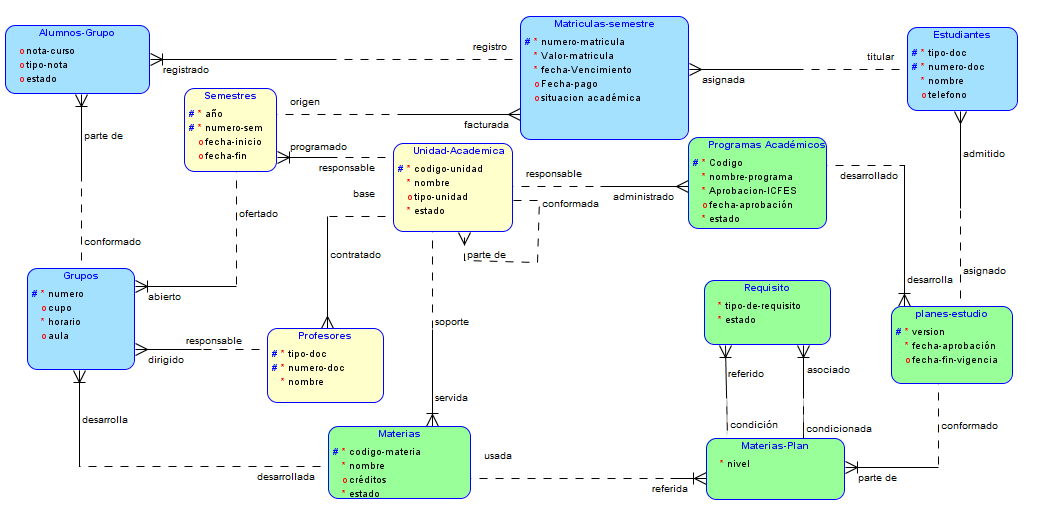 Alumnos-Grupo
o nota-curso
o tipo-nota
o estado
registrado
registro
Matriculas-semestre
# * numero-matricula
* Valor-matricula
* fecha-Vencimiento
o Fecha-pago
o situacion académica
asignada
titular
Estudiantes
# * tipo-doc
# * numero-doc
* nombre
o telefono
parte de
conformado
Semestres
# * año
# * numero-sem
o fecha-inicio
o fecha-fin
origen
facturada
programado
responsable
ofertado
Unidad-Academica
# * codigo-unidad
* nombre
o tipo-unidad
* estado
base
contratado
responsable
administrado
conformada
parte de
Programas Académicos
# * Codigo
* nombre-programa
* Aprobacion-ICFES
o fecha-aprobación
* estado
desarrollado
desarrolla
admitido
asignado
Grupos
# * numero
o cupo
* horario
o aula
abierto
dirigido
responsable
Profesores
# * tipo-doc
# * numero-doc
* nombre
soporte
servida
Requisito
* tipo-de-requisito
* estado
planes-estudio
# * version
* fecha-aprobación
o fecha-fin-vigencia
referido
condición
asociado
condicionada
conformado
parte de
desarrolla
desarrollada
Materias
# * codigo-materia
* nombre
o créditos
* estado
usada
referida
Materias-Plan
* nivel